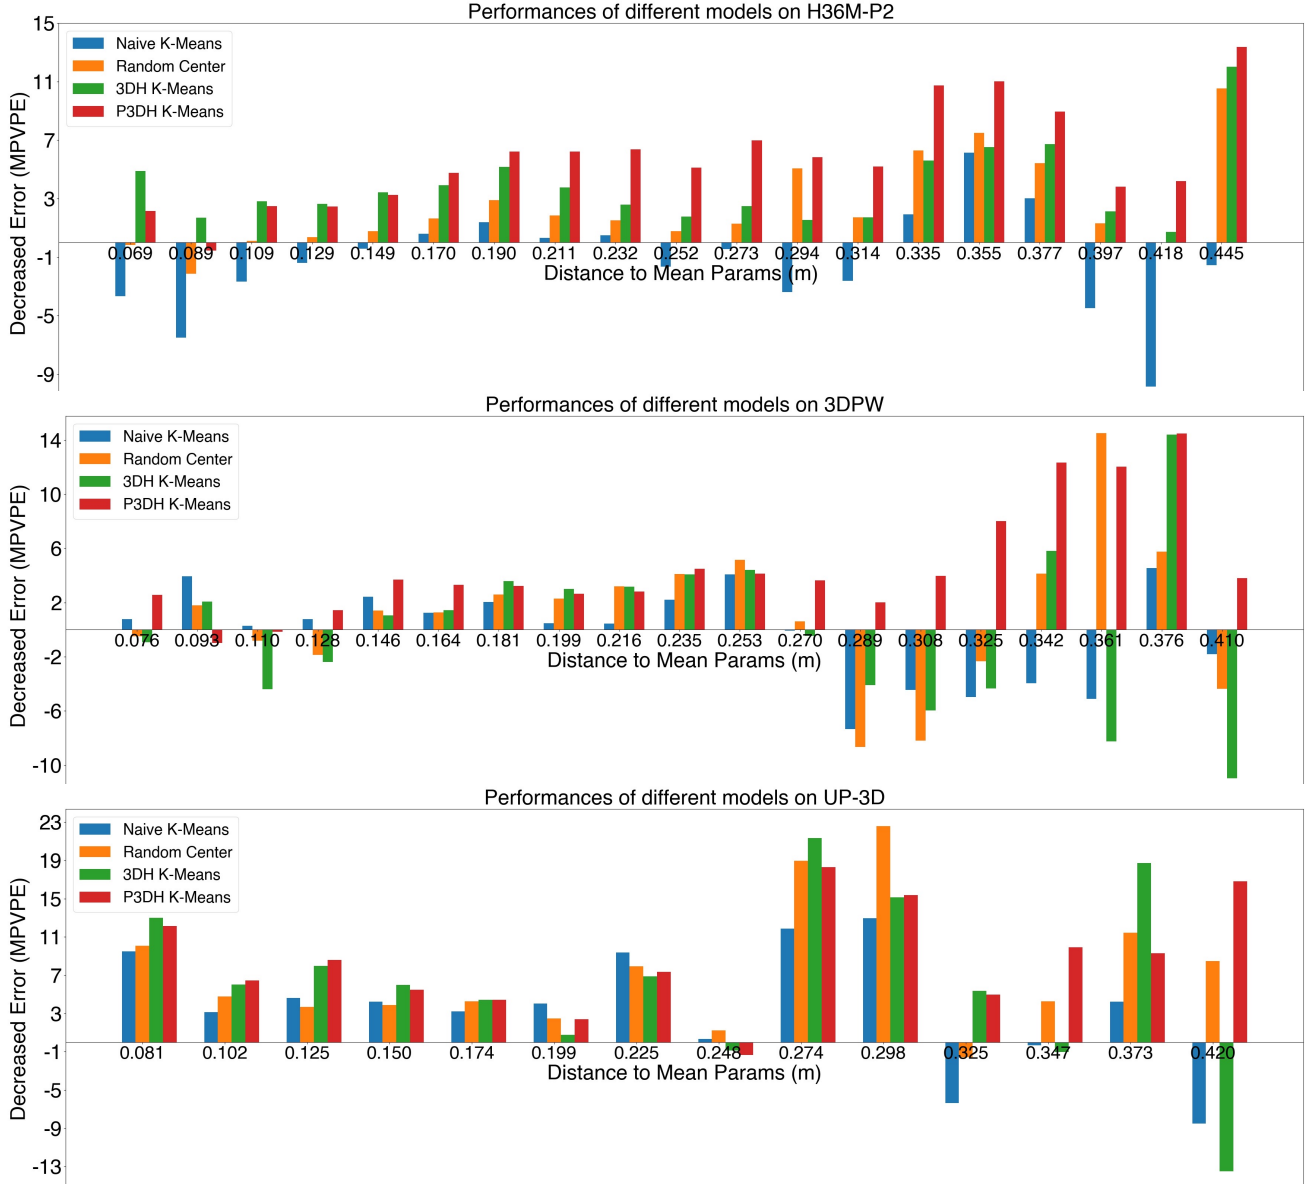 Performances of different models on H36M-P2
15
11
7
3
-1
-5
-9
Decreased Error (MPVPE)
Naive K-Means
Random Center
3DH K-Means
P3DH K-Means
0.069 0.089 0.109 0.129 0.149 0.170 0.190 0.211 0.232 0.252 0.273 0.294 0.314 0.335 0.355 0.377 0.397 0.418 0.445
Distance to Mean Params (m)
Performances of different models on 3DPW
14
10
6
2
-2
-6
-10
Decreased Error (MPVPE)
Naive K-Means
Random Center
3DH K-Means
P3DH K-Means
0.076 0.093 0.110 0.128 0.146 0.164 0.181 0.199 0.216 0.235 0.253 0.270 0.289 0.308 0.325 0.342 0.361 0.376 0.410
Distance to Mean Params (m)
Performances of different models on UP-3D
23
19
15
11
7
3
-1
-5
-9
-13
Decreased Error (MPVPE)
Naive K-Means
Random Center
3DH K-Means
P3DH K-Means
0.081 0.102 0.125 0.150 0.174 0.199 0.225 0.248 0.274 0.298 0.325 0.347 0.373 0.420
Distance to Mean Params (m)